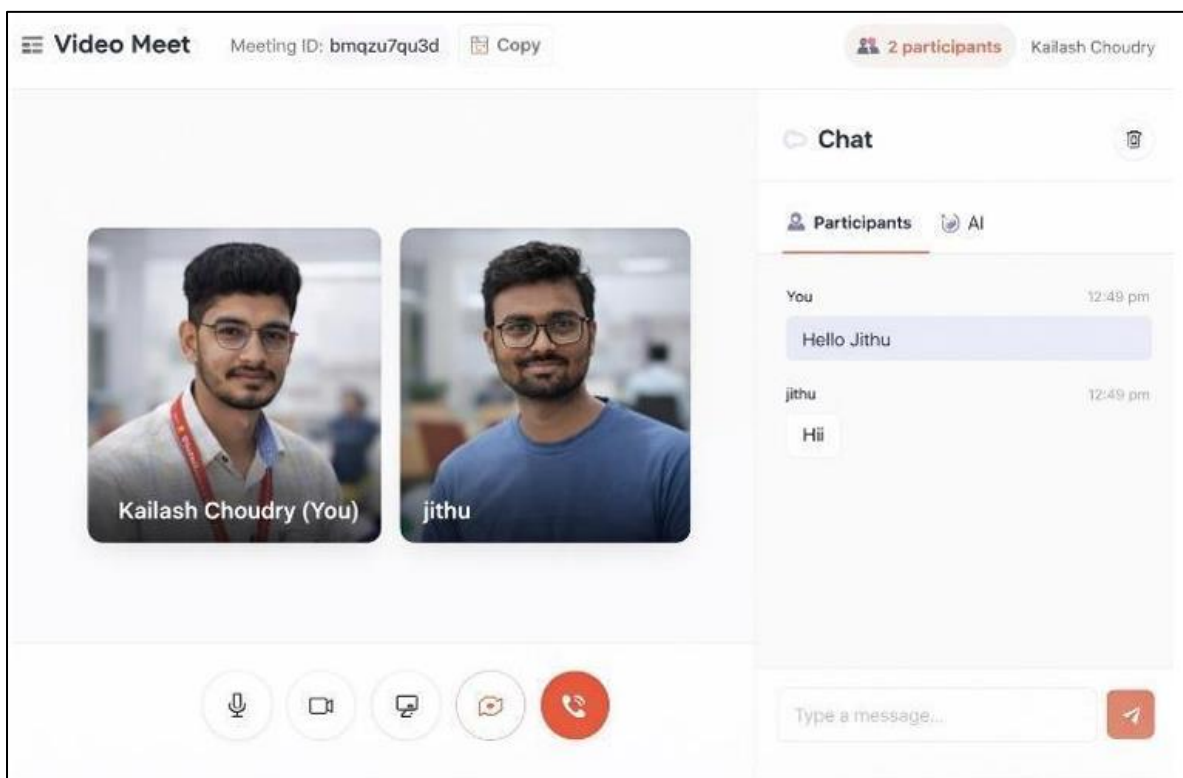 Video Meet
Meeting ID: bmqzu7qu3d
Copy
2 participants
Kailash Choudry
Kailash Choudry (You)
jithu
Chat
Participants
AI
You
12:49 pm
Hello Jithu
jithu
12:49 pm
Hii
Type a message...